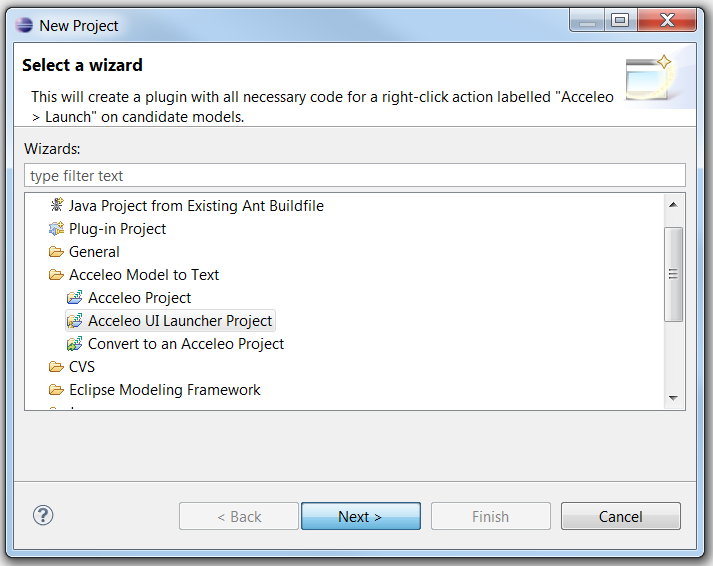 New Project
Select a wizard
This will create a plugin with all necessary code for a right-click action labelled "Acceleo
> Launch" on candidate models.
Wizards:
type filter text
Java Project from Existing Ant Buildfile
Plug-in Project
General
Acceleo Model to Text
Acceleo Project
Acceleo UI Launcher Project
Convert to an Acceleo Project
CVS
Eclipse Modeling Framework
?
< Back
Next >
Finish
Cancel